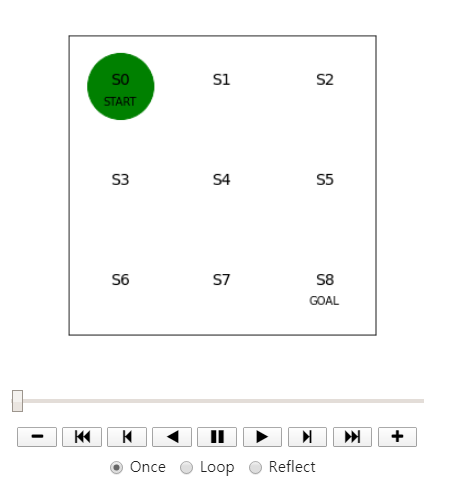 S0 S1 S2
START
S3 S4 S5
S6 S7 S8
GOAL
Once Loop Reflect